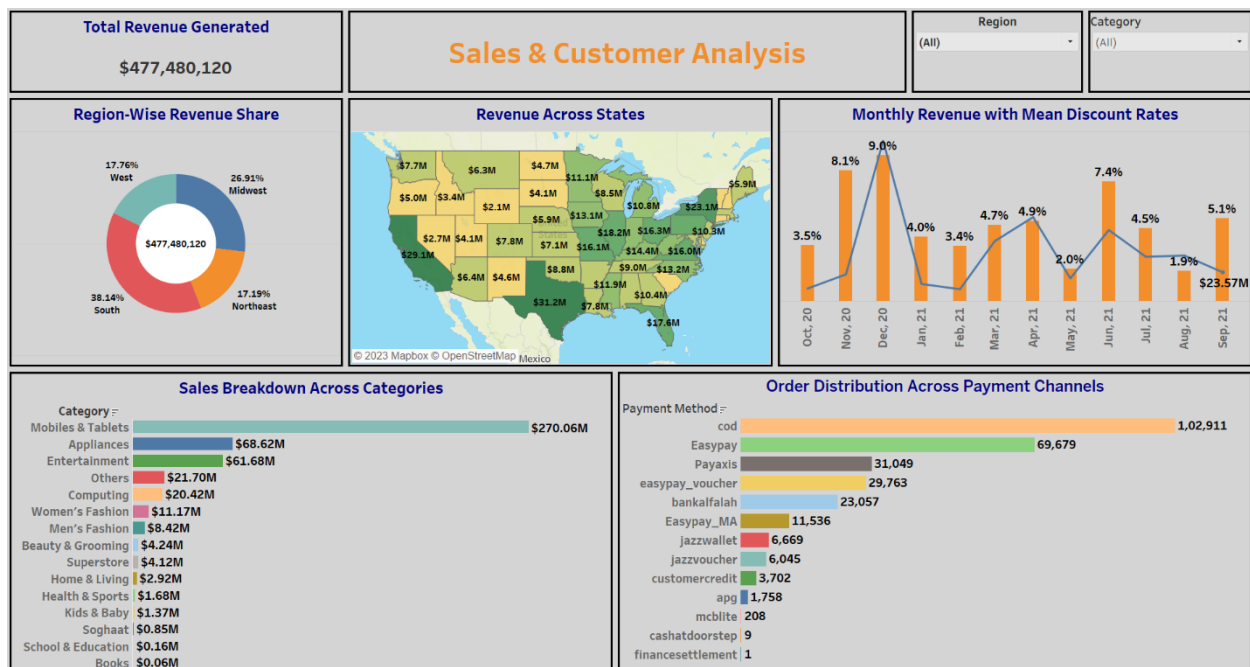 Total Revenue Generated
$477,480,120
Sales & Customer Analysis
Region
(All)
Category
(All)
Region-Wise Revenue Share
17.76%
West
26.91%
Midwest
$477,480,120
38.14%
South
17.19%
Northeast
Revenue Across States
$7.7M
$6.3M
$4.7M
$11.1M
$5.9M
$5.0M
$3.4M
$4.1M
$8.5M
$10.8M
$23.1M
$2.1M
$5.9M
$13.1M
$10.3M
$2.7M
$4.1M
$7.8M
$7.1M
$18.2M
$16.3M
$29.1M
$16.1M
$14.4M
$16.0M
$6.4M
$4.6M
$8.8M
$9.0M
$13.2M
$11.9M
$10.4M
$31.2M
$7.8M
$17.6M
© 2023 Mapbox © OpenStreetMap
Mexico
Monthly Revenue with Mean Discount Rates
3.5%
8.1%
9.0%
4.0%
3.4%
4.7%
4.9%
2.0%
7.4%
4.5%
1.9%
5.1%
$23.57M
Oct, 20
Nov, 20
Dec, 20
Jan, 21
Feb, 21
Mar, 21
Apr, 21
May, 21
Jun, 21
Jul, 21
Aug, 21
Sep, 21
Sales Breakdown Across Categories
Category
Mobiles & Tablets $270.06M
Appliances $68.62M
Entertainment $61.68M
Others $21.70M
Computing $20.42M
Women's Fashion $11.17M
Men's Fashion $8.42M
Beauty & Grooming $4.24M
Superstore $4.12M
Home & Living $2.92M
Health & Sports $1.68M
Kids & Baby $1.37M
Soghaat $0.85M
School & Education $0.16M
Books $0.06M
Order Distribution Across Payment Channels
Payment Method
cod 1,02,911
Easypay 69,679
Payaxis 31,049
easypay_voucher 29,763
bankalfalah 23,057
Easypay_MA 11,536
jazzwallet 6,669
jazzvoucher 6,045
customercredit 3,702
apg 1,758
mcblite 208
cashatdoorstep 9
financesettlement 1